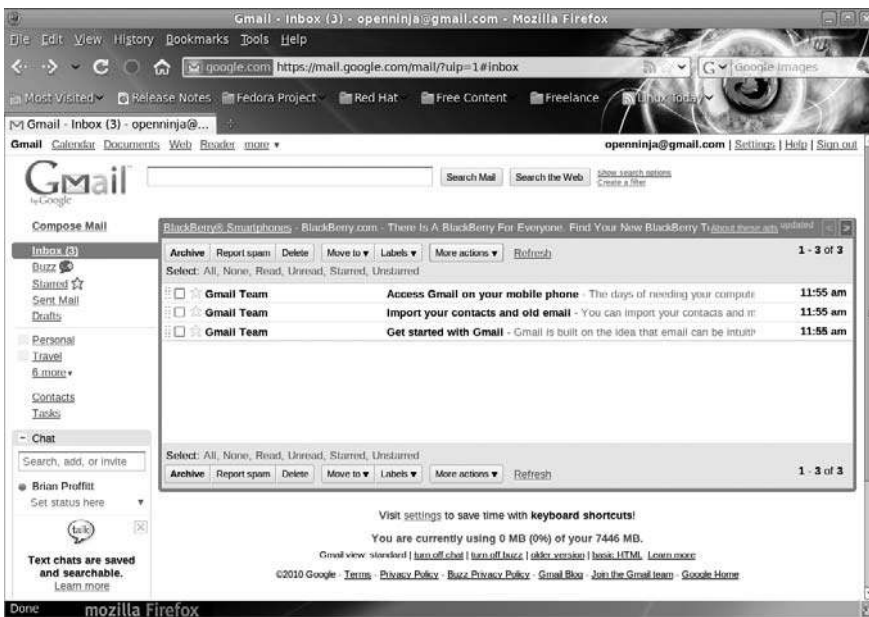 Gmail - Inbox (3) - openninja@gmail.com - Mozilla Firefox
File Edit View History Bookmarks Tools Help
google.com https://mail.google.com/mail/?uip=1#inbox
G Google Images
Most Visited Release Notes Fedora Project Red Hat Free Content Freelance Linux Today
Gmail - Inbox (3) - openninja@...
Gmail Calendar Documents Web Reader more openninja@gmail.com | Settings | Help | Sign out
Gmail
by Google
Search Mail Search the Web
Show search options
Create a filter
Compose Mail
Inbox (3)
Buzz
Starred
Sent Mail
Drafts
Personal
Travel
6 more
Contacts
Tasks
- Chat
Search, add, or invite
Brian Proffitt
Set status here
talk
Text chats are saved
and searchable.
Learn more
BlackBerry® Smartphones - BlackBerry.com - There Is A BlackBerry For Everyone. Find Your New BlackBerry About these ads updated < >
Archive Report spam Delete Move to Labels More actions Refresh 1 - 3 of 3
Select: All, None, Read, Unread, Starred, Unstarred
Gmail Team Access Gmail on your mobile phone - The days of needing your compute 11:55 am
Gmail Team Import your contacts and old email - You can import your contacts and 11:55 am
Gmail Team Get started with Gmail - Gmail is built on the idea that email can be 11:55 am
Select: All, None, Read, Unread, Starred, Unstarred
Archive Report spam Delete Move to Labels More actions Refresh 1 - 3 of 3
Visit settings to save time with keyboard shortcuts!
You are currently using 0 MB (0%) of your 7446 MB.
Gmail view: standard | turn off chat | turn off buzz | older version | basic HTML Learn more
©2010 Google - Terms - Privacy Policy - Buzz Privacy Policy - Gmail Blog - Join the Gmail team - Google Home
Done mozilla Firefox